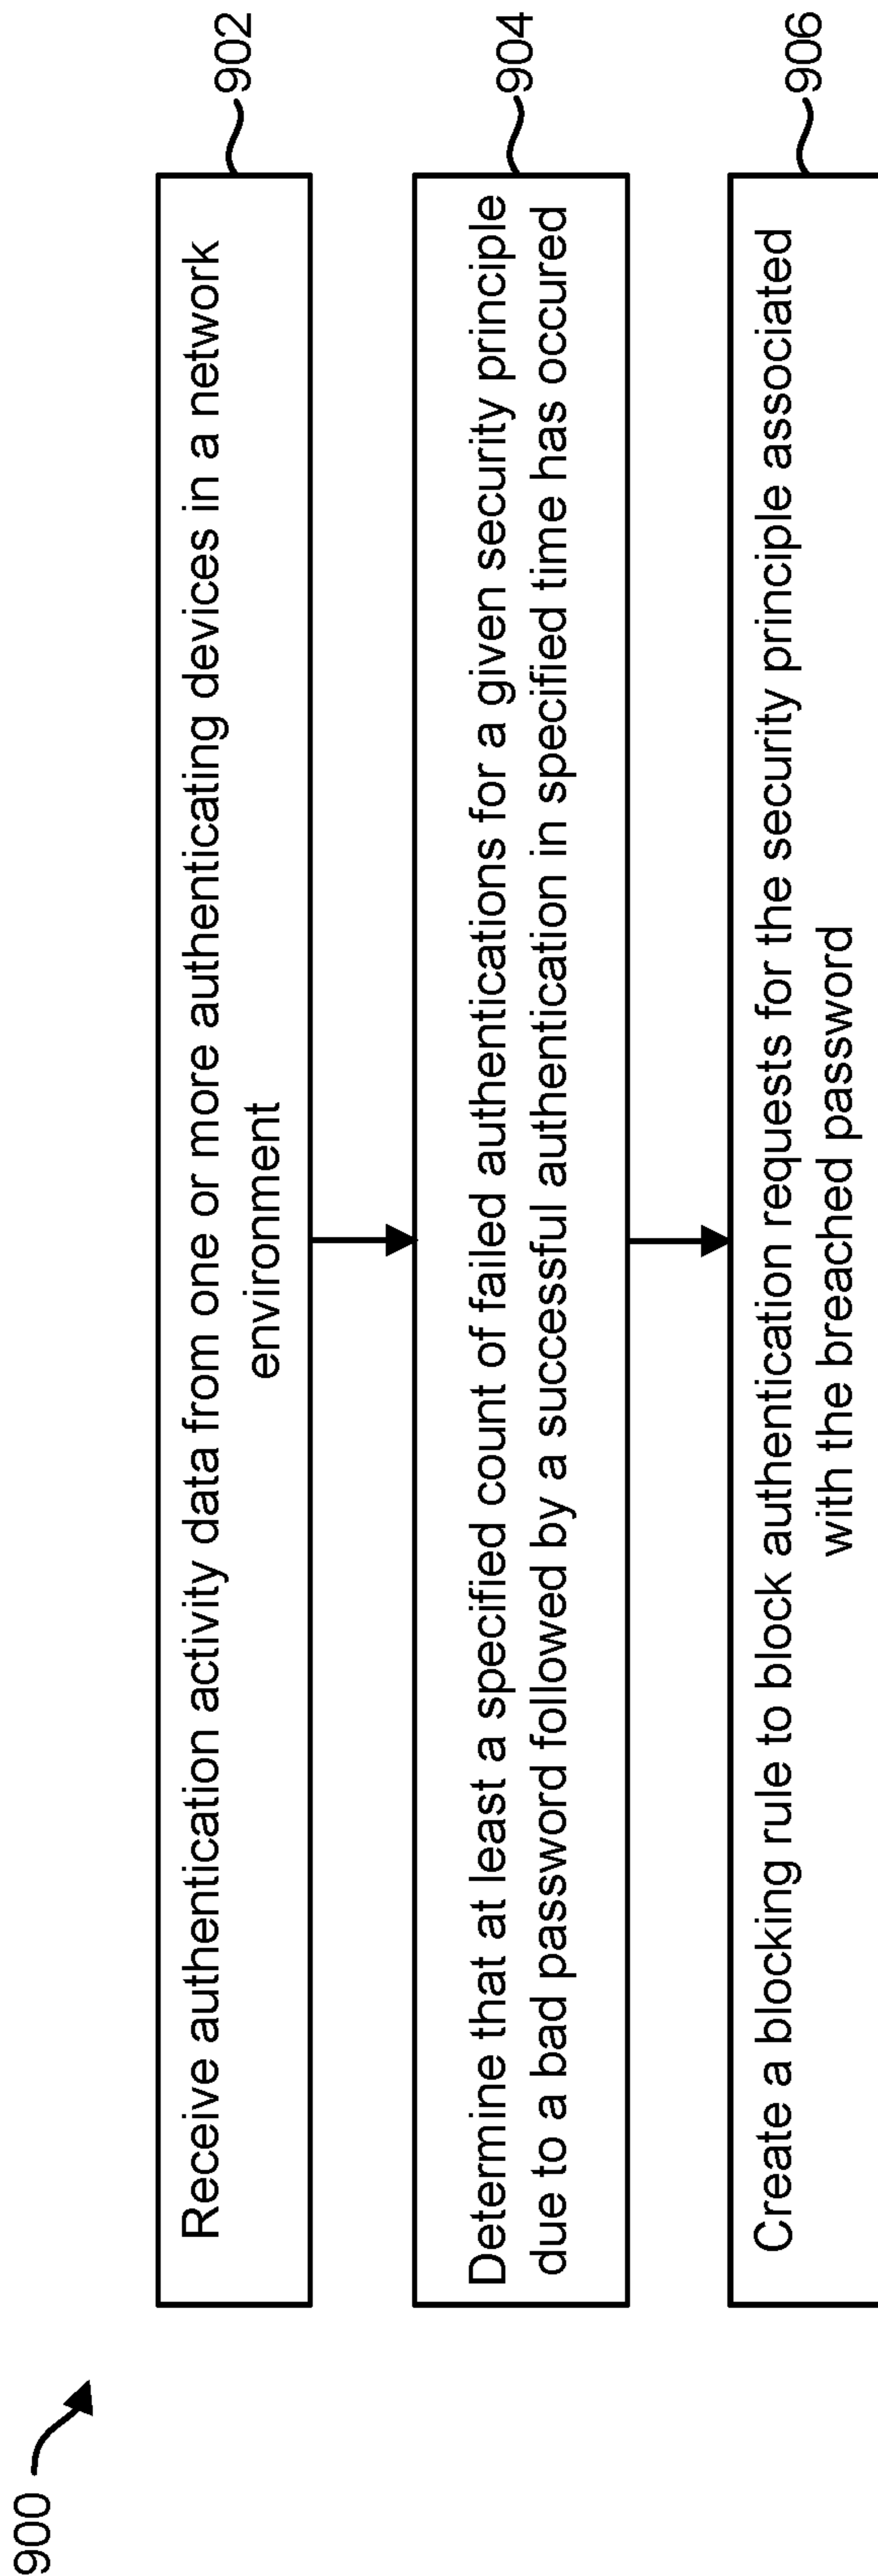 900
Receive authentication activity data from one or more authenticating devices in a network
environment
902
Determine that at least a specified count of failed authentications for a given security principle
due to a bad password followed by a successful authentication in specified time has occured
904
Create a blocking rule to block authentication requests for the security principle associated
with the breached password
906